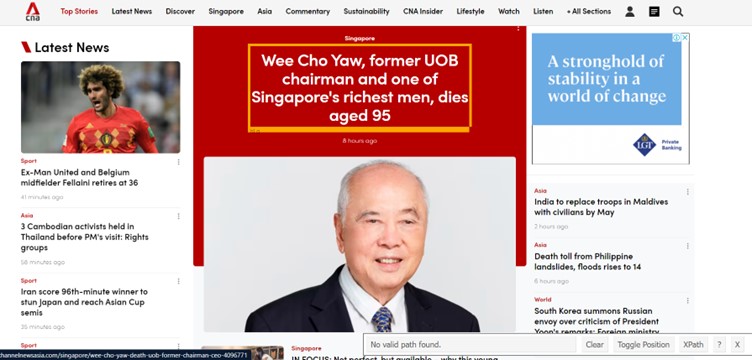 cna
Top Stories
Latest News
Discover
Singapore
Asia
Commentary
Sustainability
CNA Insider
Lifestyle
Watch
Listen
+ All Sections
Latest News
Sport
Ex-Man United and Belgium
midfielder Fellaini retires at 36
41 minutes ago
Asia
3 Cambodian activists held in
Thailand before PM's visit: Rights
groups
58 minutes ago
Sport
Iran score 96th-minute winner to
stun Japan and reach Asian Cup
semis
35 minutes ago
Sport
Singapore
Wee Cho Yaw, former UOB
chairman and one of
Singapore's richest men, dies
aged 95
8 hours ago
Singapore
IN FOCUS: Not perfect, but available – why this young
A stronghold of
stability in a
world of change
LGT
Private
Banking
Asia
India to replace troops in Maldives
with civilians by May
2 hours ago
Asia
Death toll from Philippine
landslides, floods rises to 14
6 hours ago
World
South Korea summons Russian
envoy over criticism of President
Yoon's remarks: Foreign ministry
No valid path found.
Clear
Toggle Position
XPath
?
X
channelnewsasia.com/singapore/wee-cho-yaw-death-uob-former-chairman-ceo-4096771